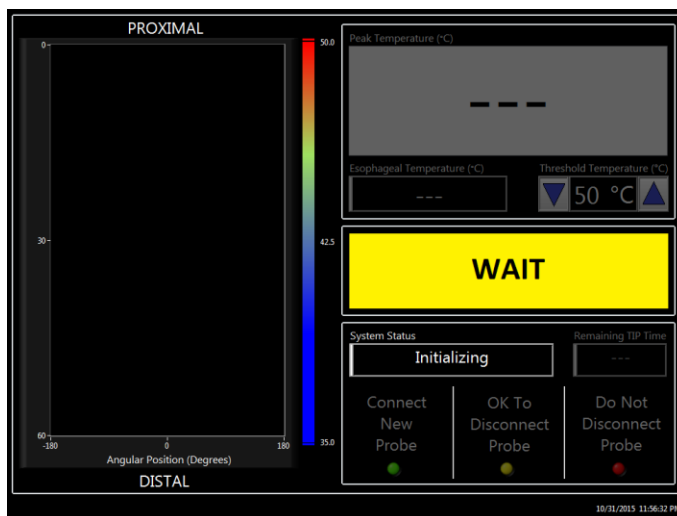 PROXIMAL
0
30
60
-180 0 180
Angular Position (Degrees)
DISTAL
50.0
42.5
35.0
Peak Temperature (°C)
---
Esophageal Temperature (°C)
---
Threshold Temperature (°C)
50 °C
WAIT
System Status
Initializing
Remaining TIP Time
---
Connect
New
Probe
OK To
Disconnect
Probe
Do Not
Disconnect
Probe
10/31/2015 11:56:32 PM